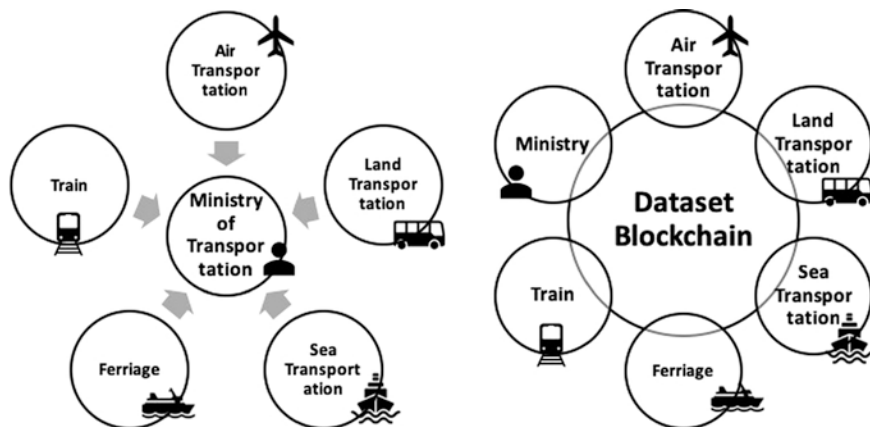 Air
Transpor
tation
Train
Land
Transpor
tation
Ministry
of
Transpor
tation
Ferriage
Sea
Transport
ation
Air
Transpor
tation
Ministry
Land
Transpor
tation
Dataset
Blockchain
Train
Sea
Transpor
tation
Ferriage